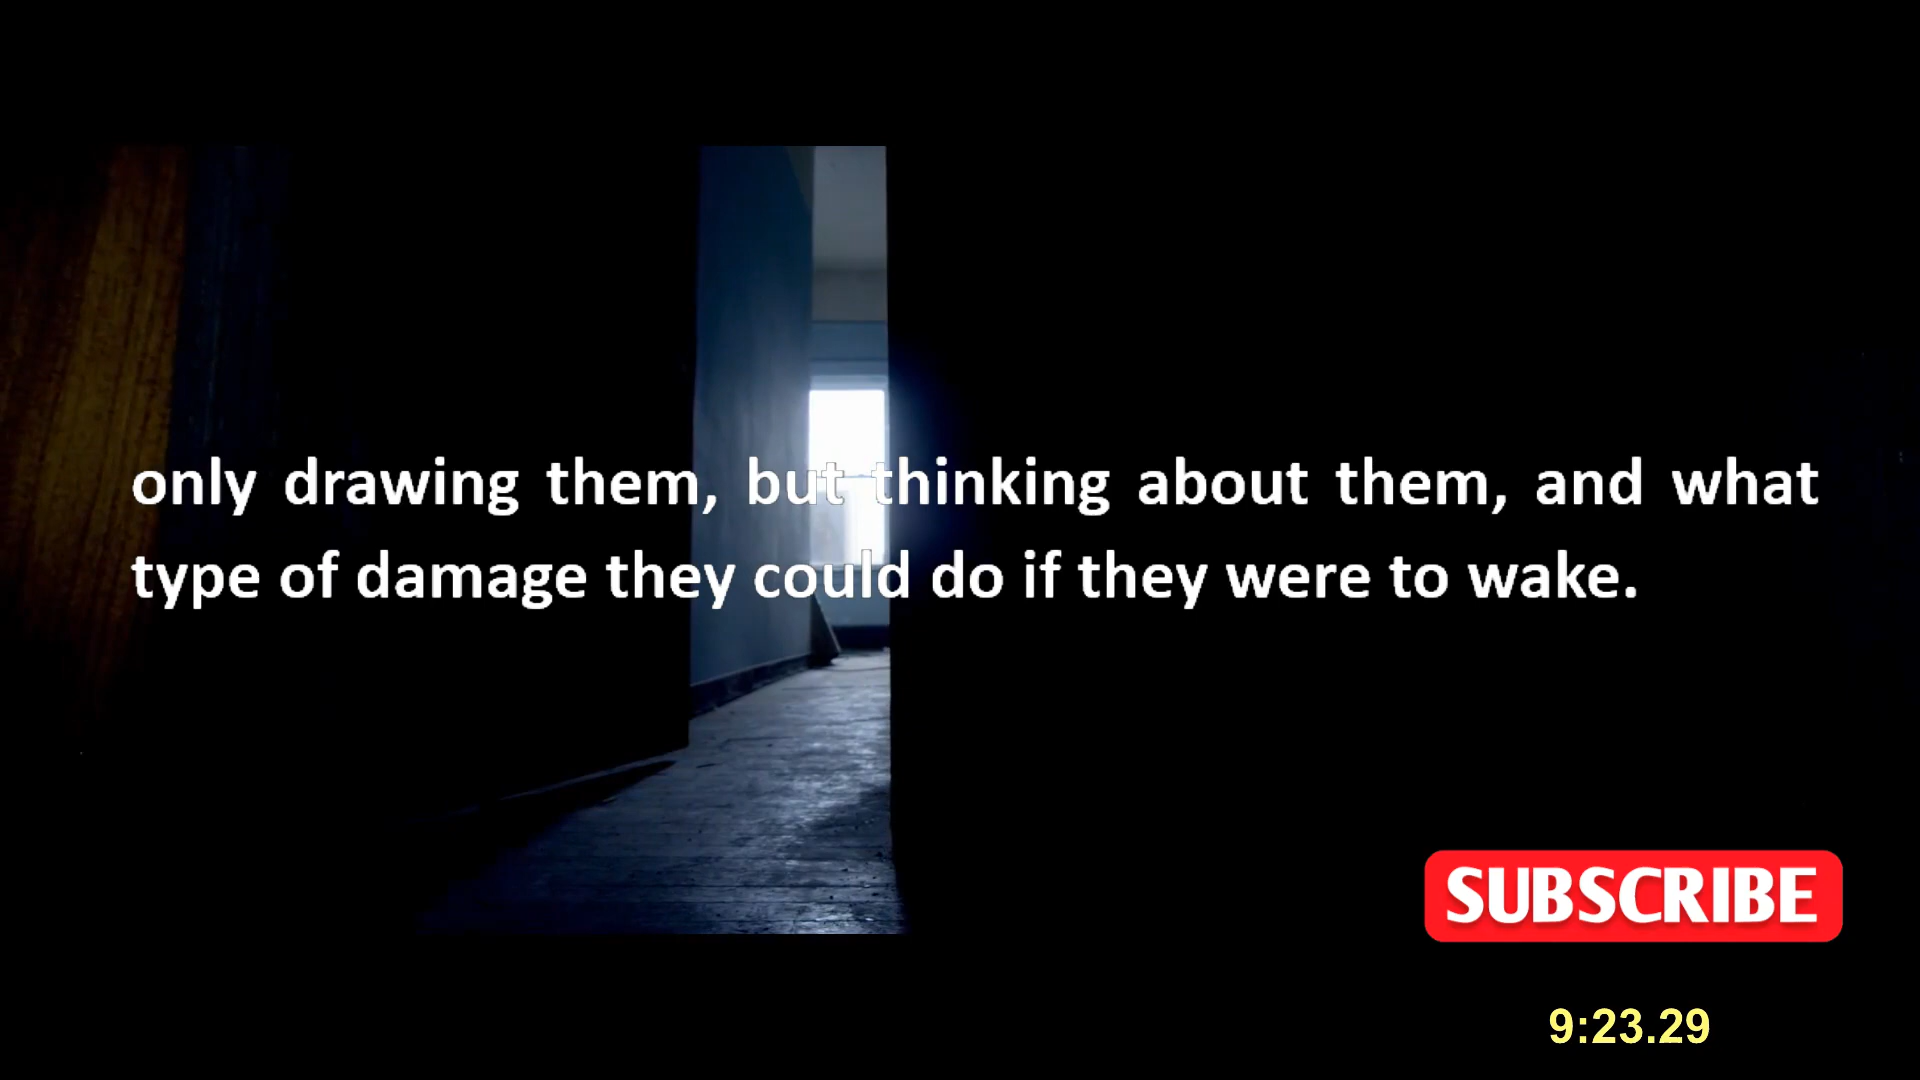 only drawing them, but thinking about them, and what
type of damage they could do if they were to wake.
SUBSCRIBE
9:23.29